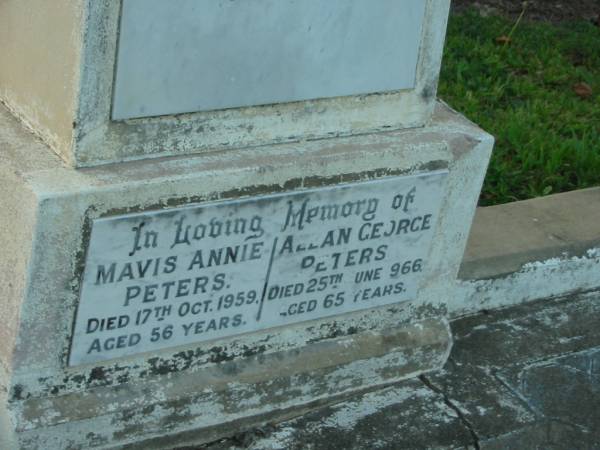 In Loving Memory of
MAVIS ANNIE
PETERS.
DIED 17TH OCT. 1959.
AGED 56 YEARS.
ALLAN GEORGE
PETERS
DIED 25TH UNE 966.
GED 65 YEARS.